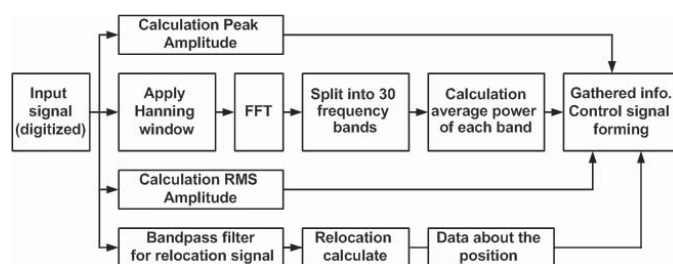 Calculation Peak
Amplitude
Input
signal
(digitized)
Apply
Hanning
window
FFT
Split into 30
frequency
bands
Calculation
average power
of each band
Gathered info.
Control signal
forming
Calculation RMS
Amplitude
Bandpass filter
for relocation signal
Relocation
calculate
Data about the
position